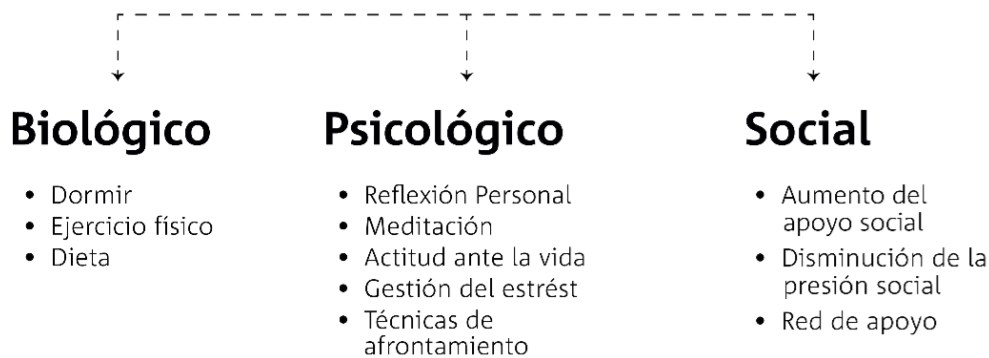 Biológico
• Dormir
• Ejercicio físico
• Dieta
Psicológico
• Reflexión Personal
• Meditación
• Actitud ante la vida
• Gestión del estrést
• Técnicas de
afrontamiento
Social
• Aumento del
apoyo social
• Disminución de la
presión social
• Red de apoyo